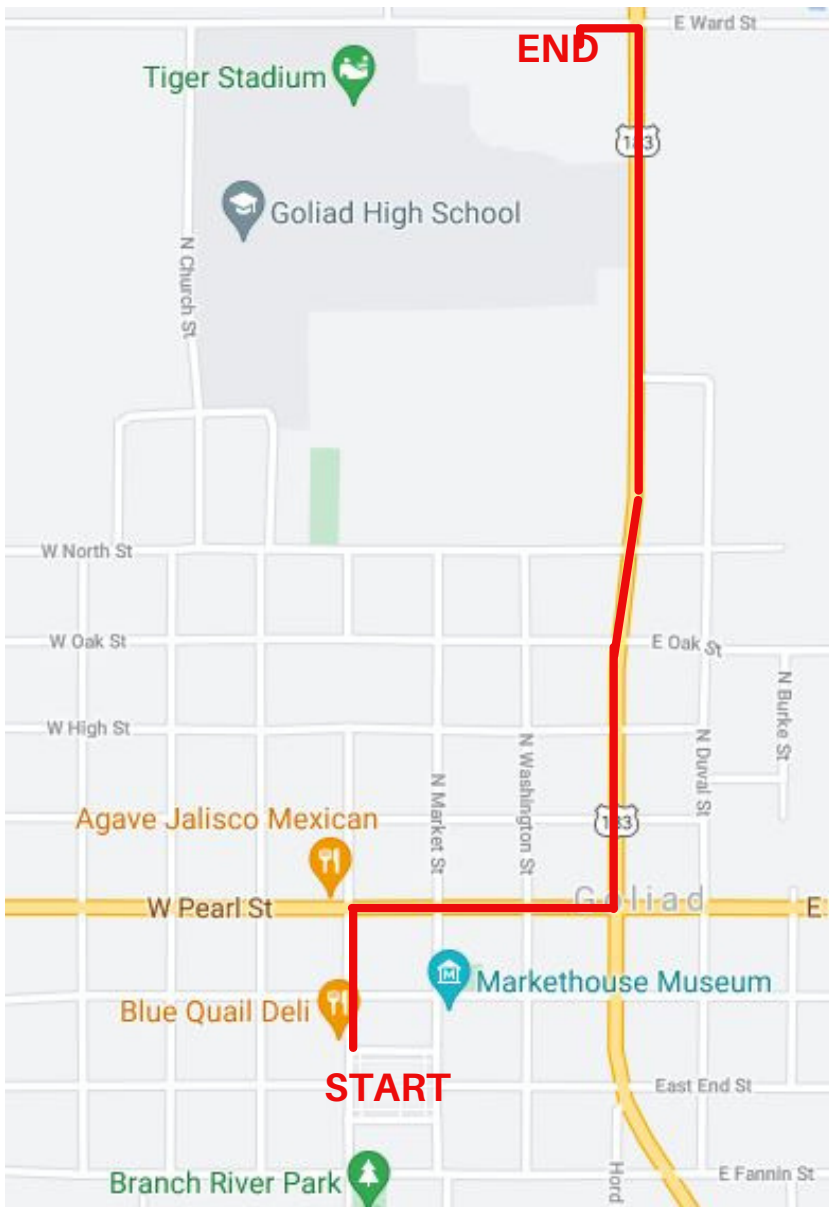 E Ward St
END
Tiger Stadium
183
Goliad High School
N Church St
W North St
W Oak St
E Oak St
W High St
N Burke St
N Washington St
N Duval St
N Market St
Agave Jalisco Mexican
183
Goliad
W Pearl St
E
Markethouse Museum
Blue Quail Deli
START
East End St
Branch River Park
Hord
E Fannin St